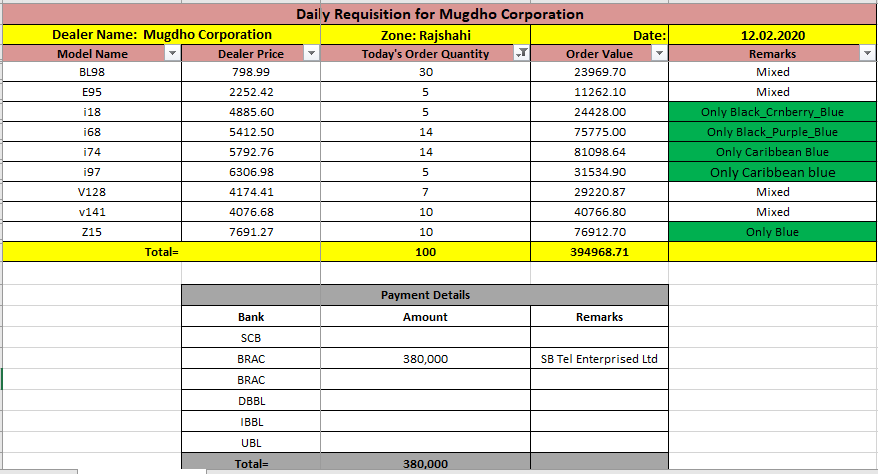 Daily Requisition for Mugdho Corporation
Dealer Name: Mugdho Corporation Zone: Rajshahi Date: 12.02.2020
Model Name Dealer Price Today's Order Quantity Order Value Remarks
BL98 798.99 30 23969.70 Mixed
E95 2252.42 5 11262.10 Mixed
i18 4885.60 5 24428.00 Only Black_Crnberry_Blue
i68 5412.50 14 75775.00 Only Black_Purple_Blue
i74 5792.76 14 81098.64 Only Caribbean Blue
i97 6306.98 5 31534.90 Only Caribbean blue
V128 4174.41 7 29220.87 Mixed
v141 4076.68 10 40766.80 Mixed
Z15 7691.27 10 76912.70 Only Blue
Total= 100 394968.71
Payment Details
Bank Amount Remarks
SCB
BRAC 380,000 SB Tel Enterprised Ltd
BRAC
DBBL
IBBL
UBL
Total= 380,000